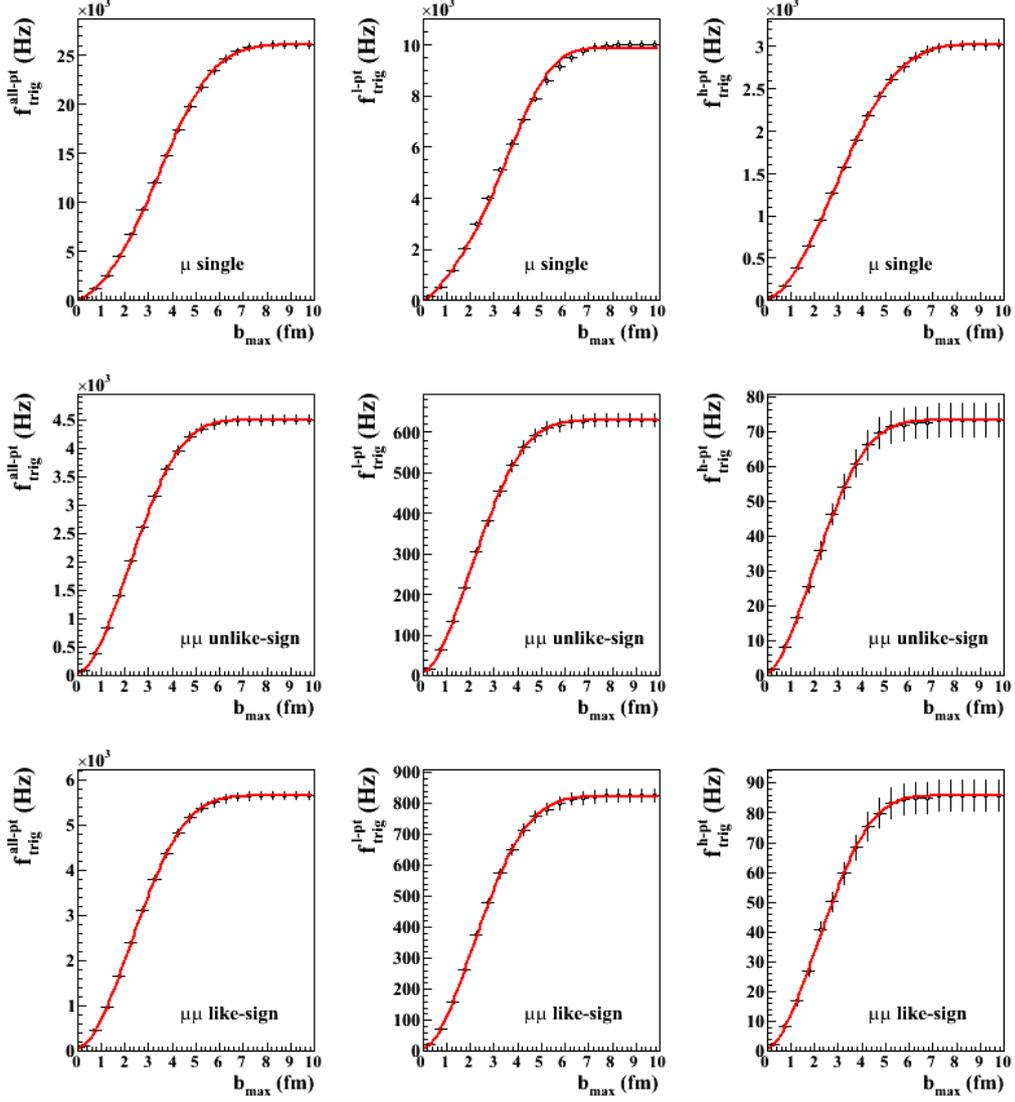 ×10³ ×10³ ×10³
f_trig^all-pt (Hz) f_trig^l-pt (Hz) f_trig^h-pt (Hz)
25 10 3
20 8 2.5
15 6 2
10 4 1.5
5 2 1
0 0 0.5
0
μ single μ single μ single
0 1 2 3 4 5 6 7 8 9 10 0 1 2 3 4 5 6 7 8 9 10 0 1 2 3 4 5 6 7 8 9 10
b_max (fm) b_max (fm) b_max (fm)
×10³
f_trig^all-pt (Hz) f_trig^l-pt (Hz) f_trig^h-pt (Hz)
4.5 600 80
4 500 70
3.5 400 60
3 300 50
2.5 200 40
2 100 30
1.5 0 20
1 10
0.5 0
0
μμ unlike-sign μμ unlike-sign μμ unlike-sign
0 1 2 3 4 5 6 7 8 9 10 0 1 2 3 4 5 6 7 8 9 10 0 1 2 3 4 5 6 7 8 9 10
b_max (fm) b_max (fm) b_max (fm)
×10³
f_trig^all-pt (Hz) f_trig^l-pt (Hz) f_trig^h-pt (Hz)
6 900 90
5 800 80
4 700 70
3 600 60
2 500 50
1 400 40
0 300 30
200 20
100 10
0 0
μμ like-sign μμ like-sign μμ like-sign
0 1 2 3 4 5 6 7 8 9 10 0 1 2 3 4 5 6 7 8 9 10 0 1 2 3 4 5 6 7 8 9 10
b_max (fm) b_max (fm) b_max (fm)